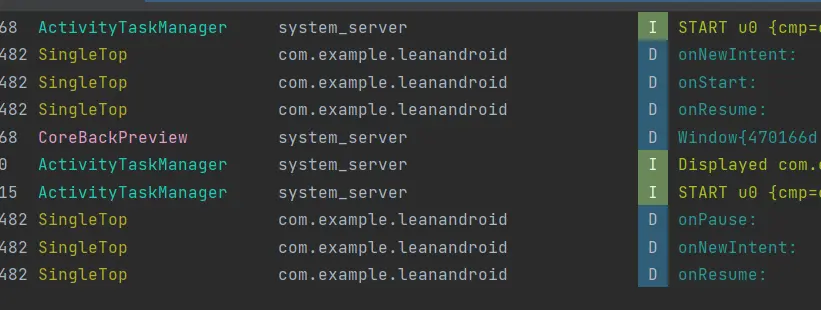 68 ActivityTaskManager system_server I START u0 {cmp=
482 SingleTop com.example.leanandroid D onNewIntent:
482 SingleTop com.example.leanandroid D onStart:
482 SingleTop com.example.leanandroid D onResume:
68 CoreBackPreview system_server D Window{470166d
0 ActivityTaskManager system_server I Displayed com.
15 ActivityTaskManager system_server I START u0 {cmp=
482 SingleTop com.example.leanandroid D onPause:
482 SingleTop com.example.leanandroid D onNewIntent:
482 SingleTop com.example.leanandroid D onResume: